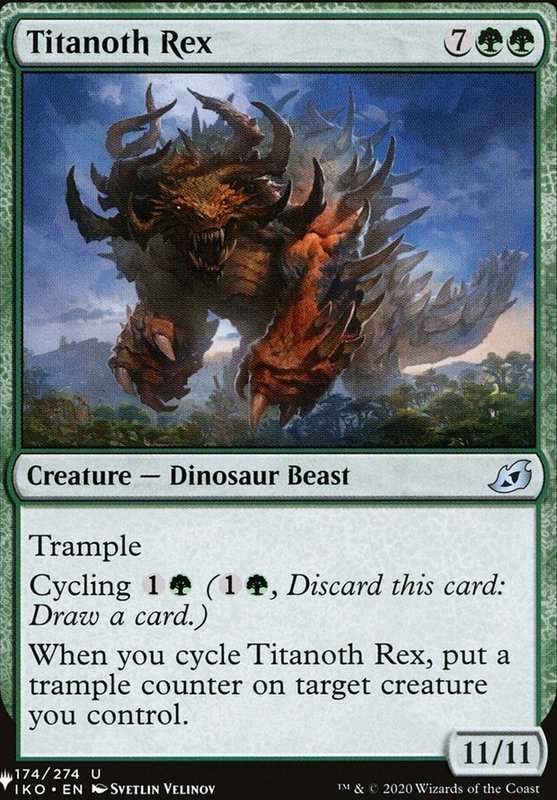 Titanoth Rex 7
Creature — Dinosaur Beast
Trample
Cycling 1 (1, Discard this card:
Draw a card.)
When you cycle Titanoth Rex, put a
trample counter on target creature
you control.
11/11
174/274 U
IKO • EN Svetlin Velinov
™ & © 2020 Wizards of the Coast